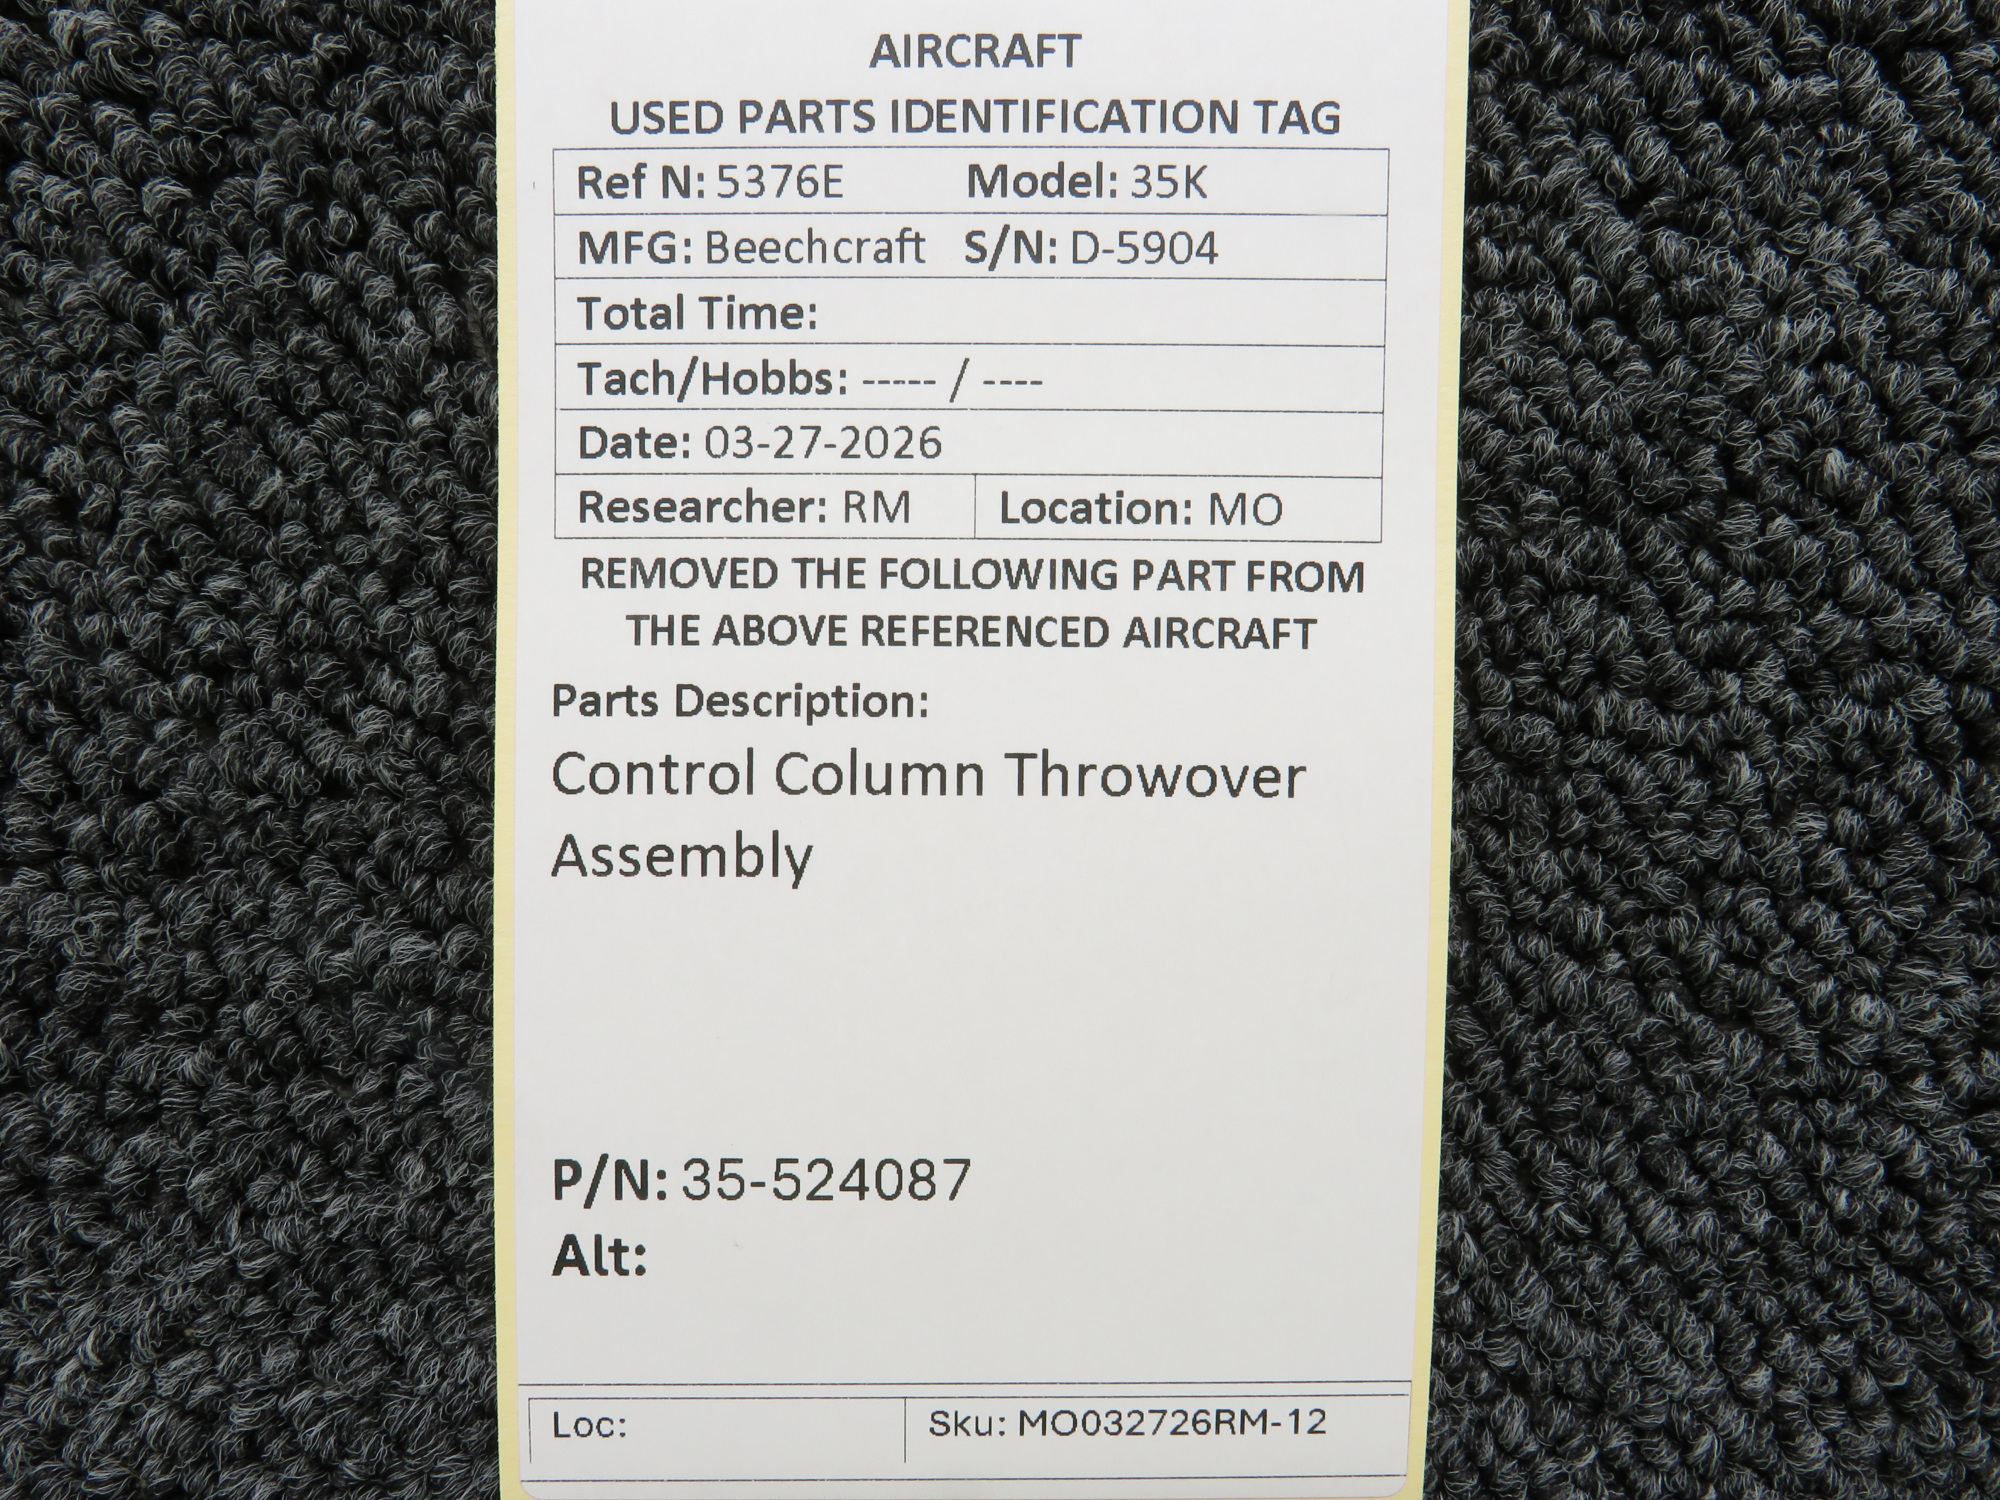 AIRCRAFT
USED PARTS IDENTIFICATION TAG
Ref N: 5376E Model: 35K
MFG: Beechcraft S/N: D-5904
Total Time:
Tach/Hobbs: ----- / ----
Date: 03-27-2026
Researcher: RM Location: MO
REMOVED THE FOLLOWING PART FROM
THE ABOVE REFERENCED AIRCRAFT
Parts Description:
Control Column Throwover
Assembly
P/N: 35-524087
Alt:
Loc: Sku: MO032726RM-12